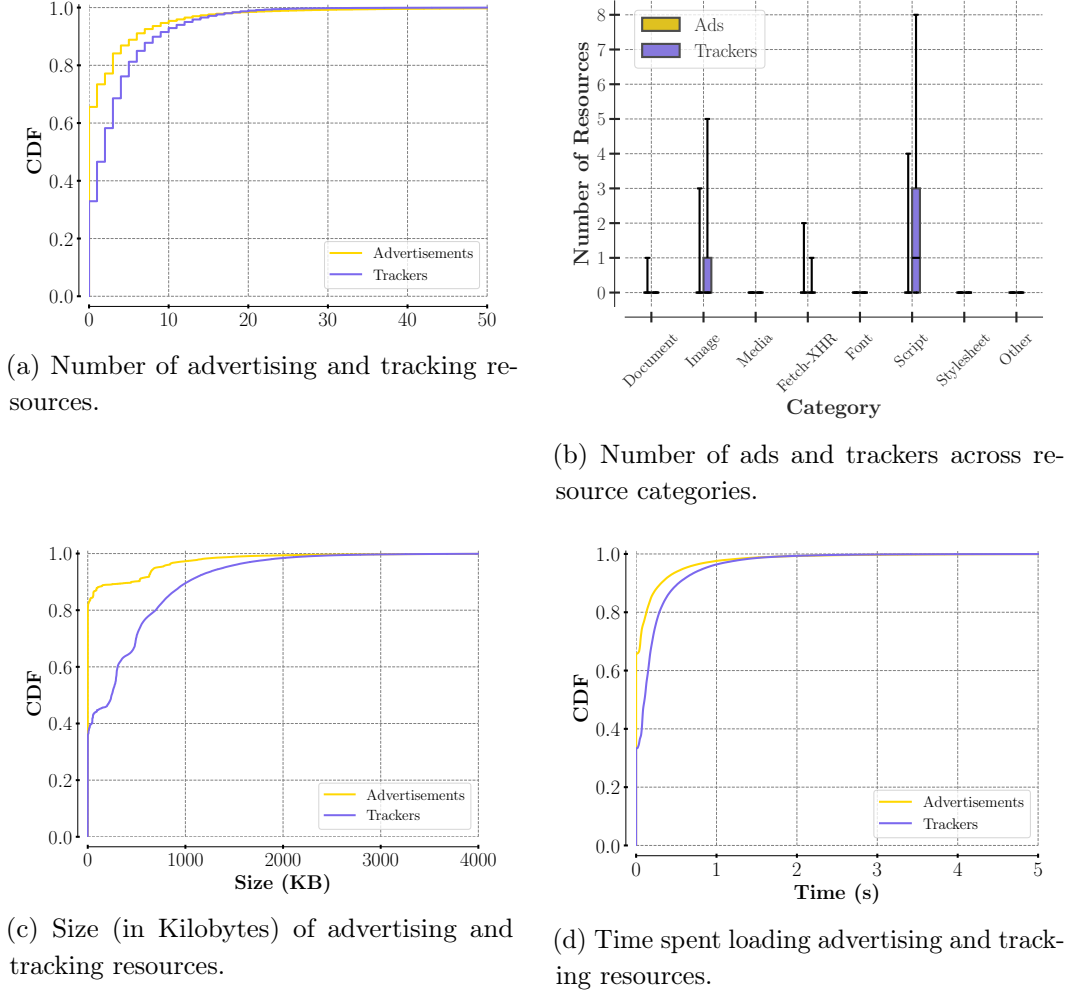 1.0
0.8
0.6
0.4
0.2
0.0
CDF
Advertisements
Trackers
0 10 20 30 40 50
(a) Number of advertising and tracking re-
sources.
8
7
6
5
4
3
2
1
0
Number of Resources
Ads
Trackers
Document Image Media Fetch-XHR Font Script Stylesheet Other
Category
(b) Number of ads and trackers across re-
source categories.
1.0
0.8
0.6
0.4
0.2
0.0
CDF
Advertisements
Trackers
0 1000 2000 3000 4000
Size (KB)
(c) Size (in Kilobytes) of advertising and
tracking resources.
1.0
0.8
0.6
0.4
0.2
0.0
CDF
Advertisements
Trackers
0 1 2 3 4 5
Time (s)
(d) Time spent loading advertising and track-
ing resources.